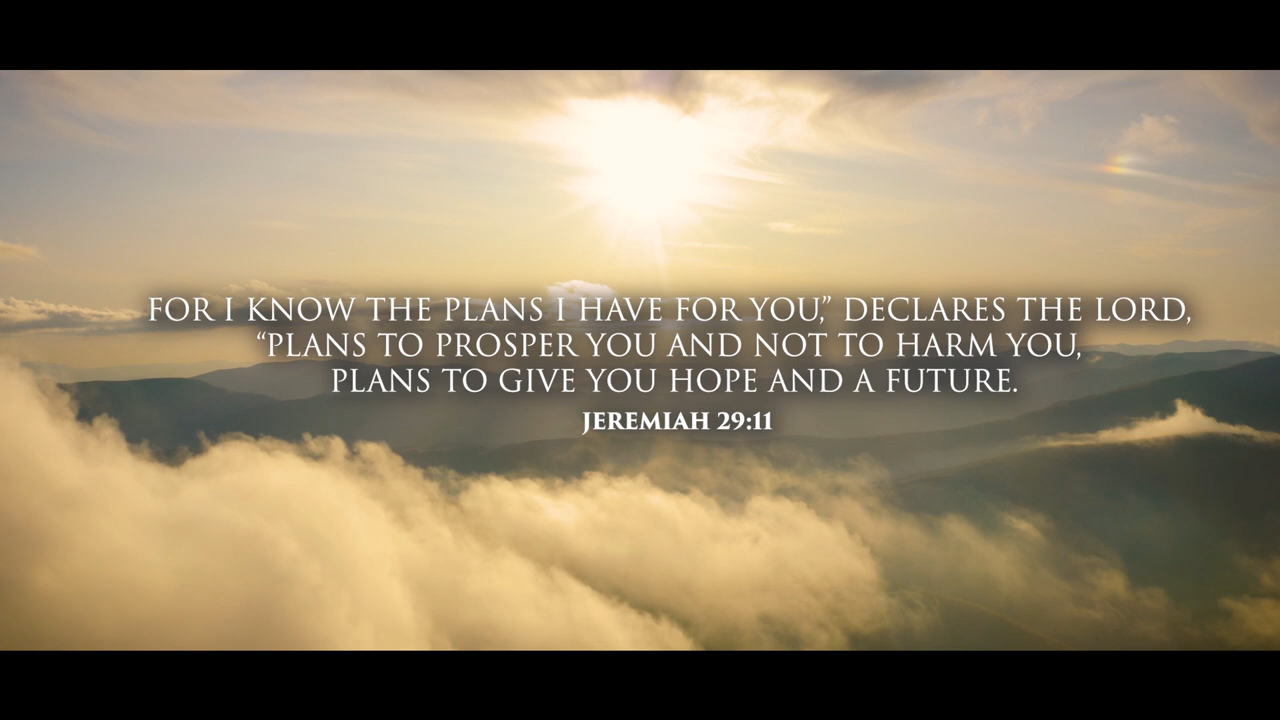 FOR I KNOW THE PLANS I HAVE FOR YOU,” DECLARES THE LORD,
“PLANS TO PROSPER YOU AND NOT TO HARM YOU,
PLANS TO GIVE YOU HOPE AND A FUTURE.
JEREMIAH 29:11